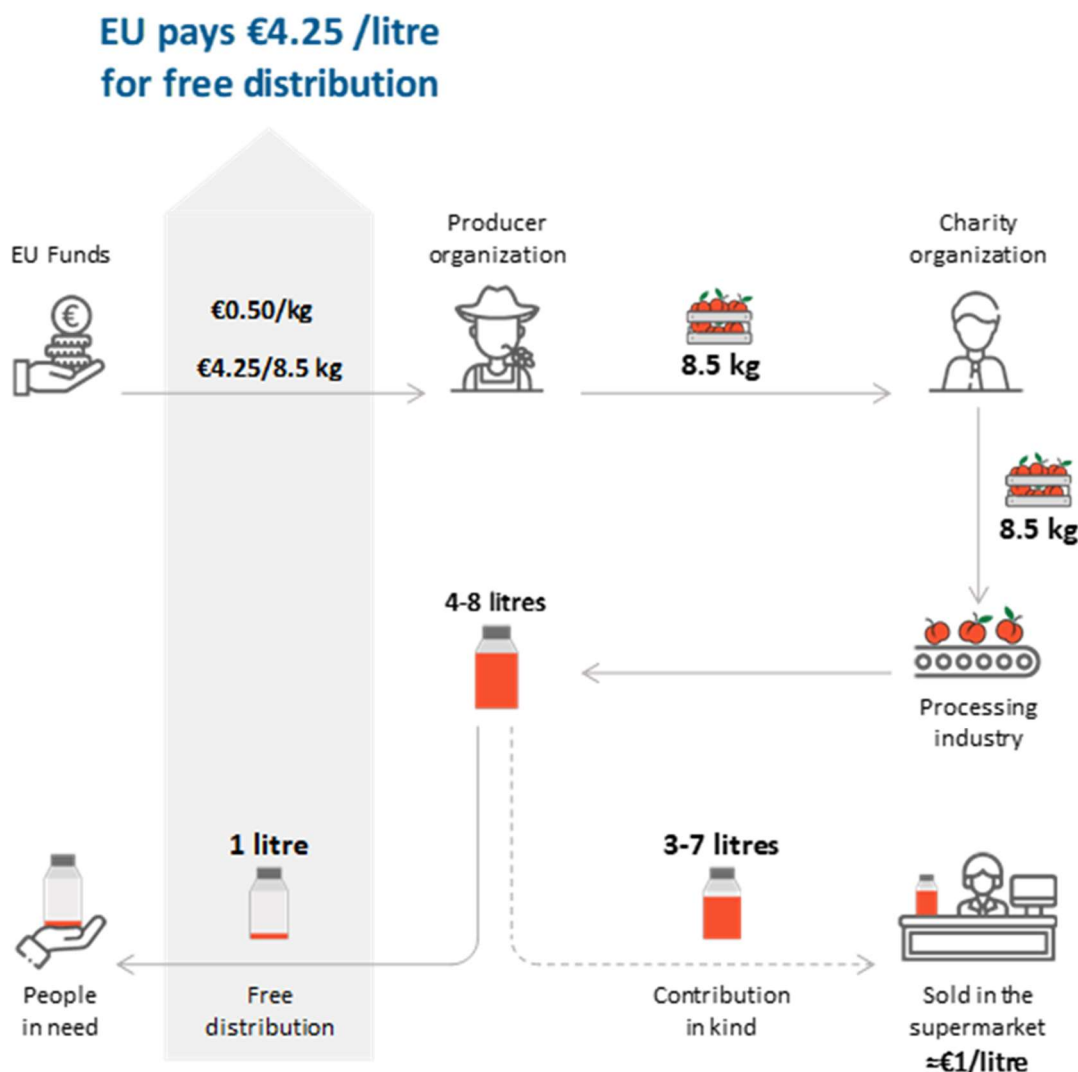 EU pays €4.25 /litre
for free distribution
EU Funds
€
€0.50/kg
€4.25/8.5 kg
Producer
organization
8.5 kg
Charity
organization
8.5 kg
4-8 litres
Processing
industry
1 litre
3-7 litres
People
in need
Free
distribution
Contribution
in kind
Sold in the
supermarket
≈€1/litre